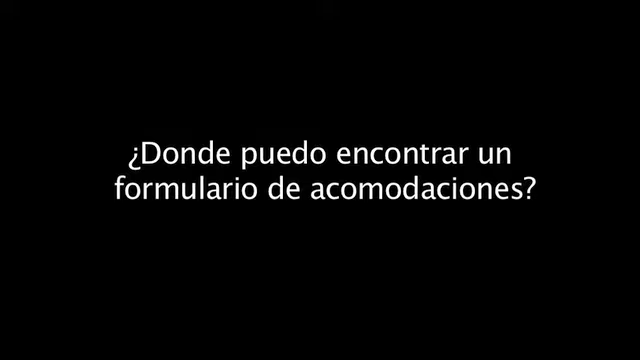 ¿Donde puedo encontrar un
formulario de acomodaciones?